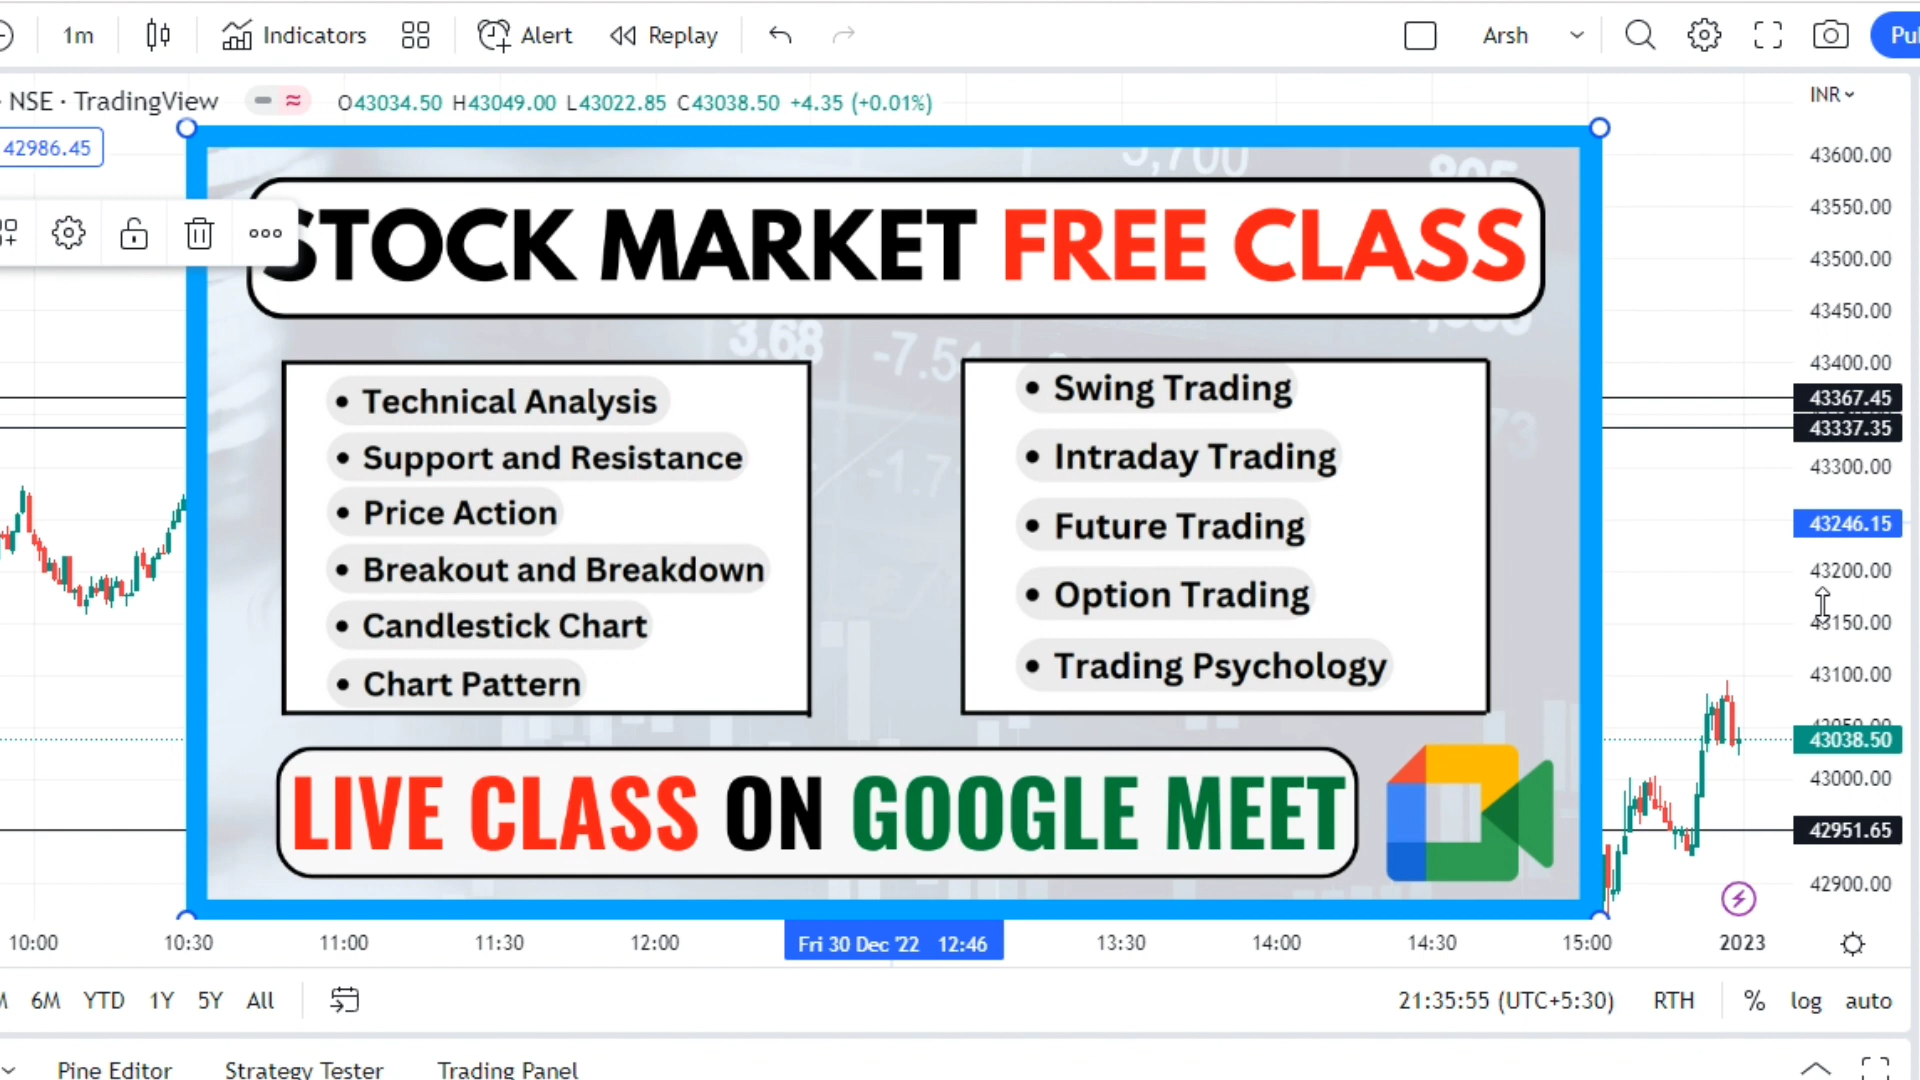 1m Indicators Alert Replay Arsh
NSE · TradingView O43034.50 H43049.00 L43022.85 C43038.50 +4.35 (+0.01%) INR
42986.45
43600.00
43550.00
43500.00
43450.00
43400.00
43367.45
43337.35
43300.00
43246.15
43200.00
43150.00
43100.00
43050.00
43038.50
43000.00
42951.65
42900.00
STOCK MARKET FREE CLASS
3.68 -7.54
• Technical Analysis
• Support and Resistance
• Price Action
• Breakout and Breakdown
• Candlestick Chart
• Chart Pattern
• Swing Trading
• Intraday Trading
• Future Trading
• Option Trading
• Trading Psychology
LIVE CLASS ON GOOGLE MEET
10:00 10:30 11:00 11:30 12:00 Fri 30 Dec '22 12:46 13:30 14:00 14:30 15:00 2023
6M YTD 1Y 5Y All 21:35:55 (UTC+5:30) RTH % log auto
Pine Editor Strategy Tester Trading Panel